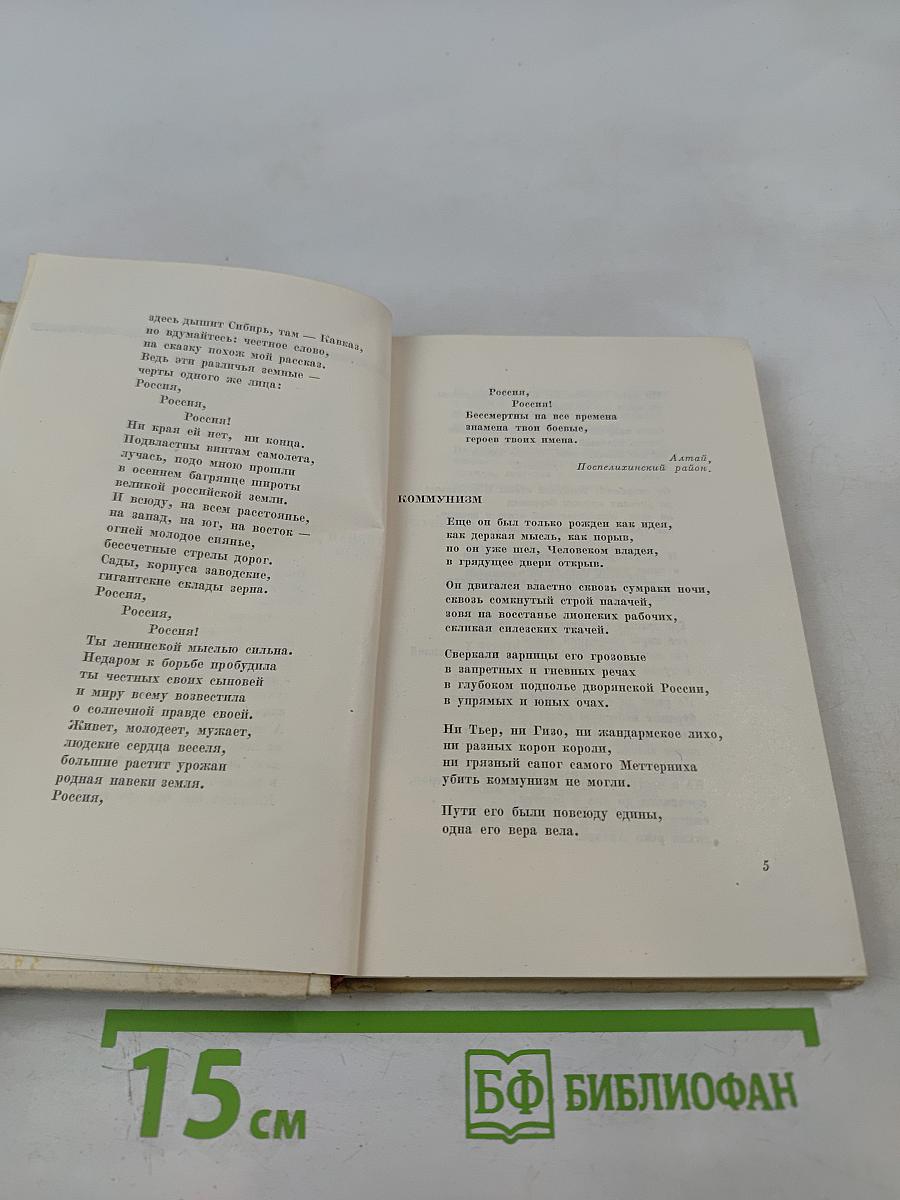 здесь дышит Сибирь, там — Кавказ,
но вдумайтесь: честное слово,
на сказку похож мой рассказ.
Ведь эти различья земные —
черты одного же лица:
Россия,
Россия,
Россия!
Ни края ей нет, ни конца.
Подвластны винтам самолета,
лучась, подо мною прошли
в осеннем багрянце широты
великой российской земли.
И всюду, на всем расстоянье,
на запад, на юг, на восток —
огней молодое сиянье,
бессчетные стрелы дорог.
Сады, корпуса заводские,
гигантские склады зерна.
Россия,
Россия,
Россия!
Ты ленинской мыслью сильна.
Недаром к борьбе пробудила
ты честных своих сыновей
и миру всему возвестила
о солнечной правде своей.
Живет, молодеет, мужает,
людские сердца веселя,
большие растит урожаи
родная навеки земля.
Россия,
Россия,
Россия!
Бессмертны на все времена
знамена твои боевые,
героев твоих имена.
Алтай,
Поспелихинский район.
КОММУНИЗМ
Еще он был только рожден как идея,
как дерзкая мысль, как порыв,
но он уже шел, Человеком владея,
в грядущее двери открыв.
Он двигался властно сквозь сумраки ночи,
сквозь сомкнутый строй палачей,
зовя на восстанье лионских рабочих,
скликая силезских ткачей.
Сверкали зарницы его грозовые
в запретных и гневных речах
в глубоком подполье дворянской России,
в упрямых и юных очах.
Ни Тьер, ни Гизо, ни жандармское лихо,
ни разных корон короли,
ни грязный сапог самого Меттерниха
убить коммунизм не могли.
Пути его были повсюду едины,
одна его вера вела.
5
15 см
БФ БИБЛИОФАН